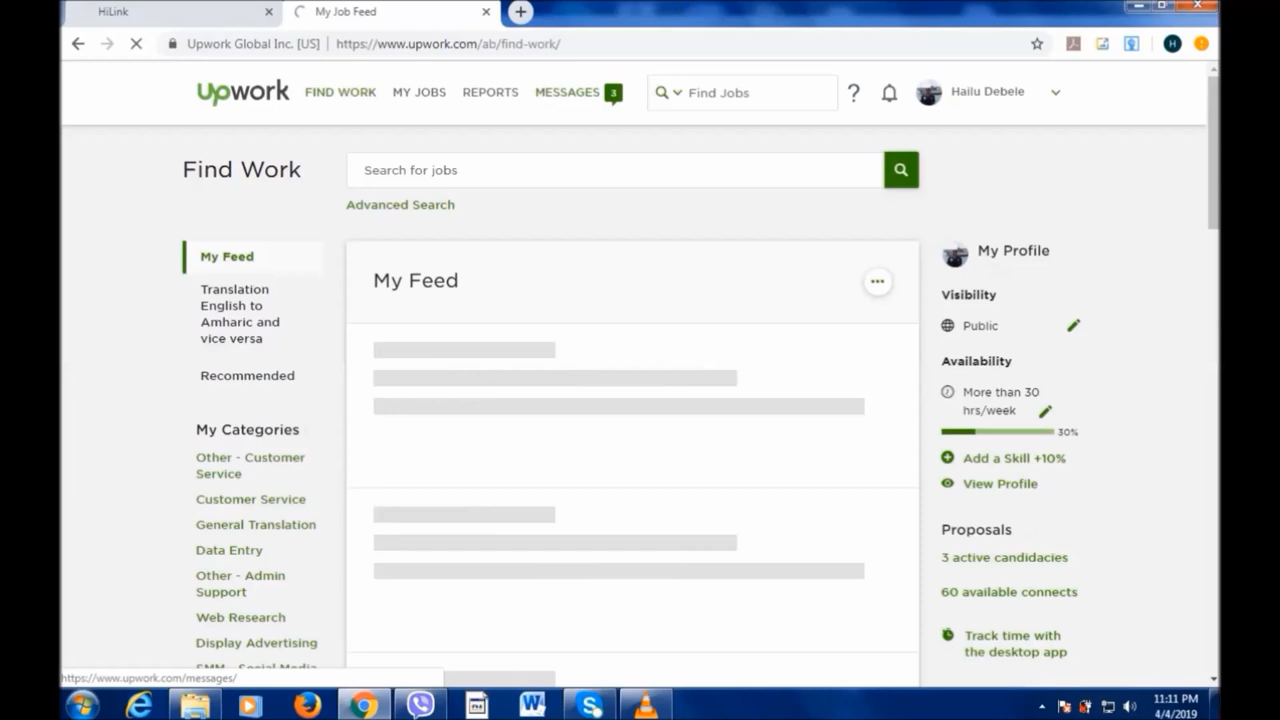 HiLink
My Job Feed
Upwork Global Inc. [US] | https://www.upwork.com/ab/find-work/
H
upwork FIND WORK MY JOBS REPORTS MESSAGES 3 Find Jobs ? Hailu Debele
Find Work
Search for jobs
Advanced Search
My Feed
Translation
English to
Amharic and
vice versa
Recommended
My Categories
Other - Customer
Service
Customer Service
General Translation
Data Entry
Other - Admin
Support
Web Research
Display Advertising
SMM - Social Media
My Feed
My Profile
Visibility
Public
Availability
More than 30
hrs/week
30%
Add a Skill +10%
View Profile
Proposals
3 active candidacies
60 available connects
Track time with
the desktop app
https://www.upwork.com/messages/
11:11 PM
4/4/2019